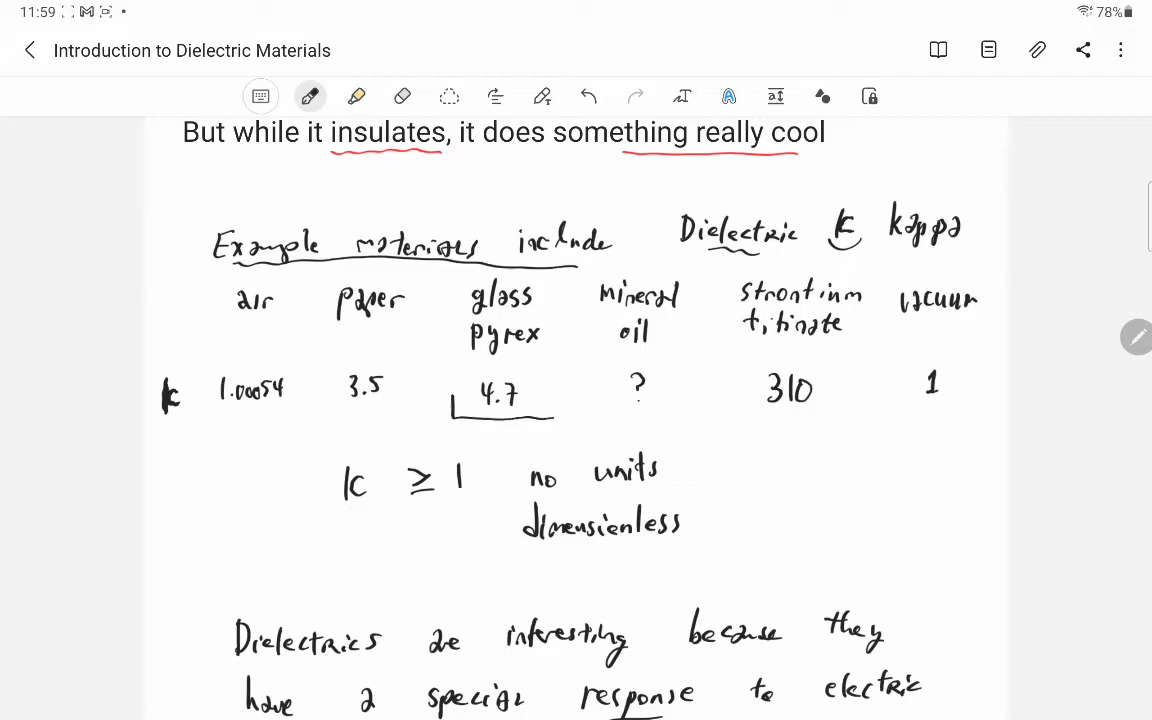 11:59
78%
Introduction to Dielectric Materials
But while it insulates, it does something really cool
Example materials include Dielectric K kappa
air paper glass mineral strontium vacuum
pyrex oil titinate
K 1.00054 3.5 4.7 ? 310 1
K ≥ 1 no units
dimensionless
Dielectrics are interesting because they
have a special response to electric